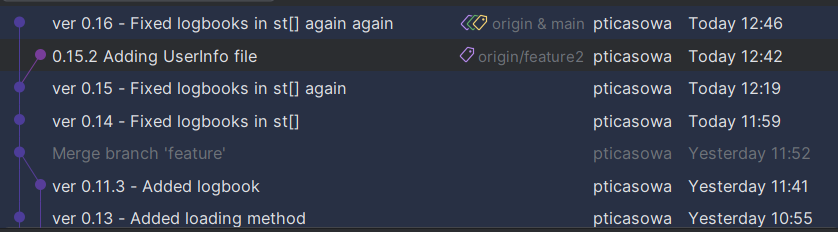 ver 0.16 - Fixed logbooks in st[] again again origin & main pticasowa Today 12:46
0.15.2 Adding UserInfo file origin/feature2 pticasowa Today 12:42
ver 0.15 - Fixed logbooks in st[] again pticasowa Today 12:19
ver 0.14 - Fixed logbooks in st[] pticasowa Today 11:59
Merge branch 'feature' pticasowa Yesterday 11:52
ver 0.11.3 - Added logbook pticasowa Yesterday 11:41
ver 0.13 - Added loading method pticasowa Yesterday 10:55